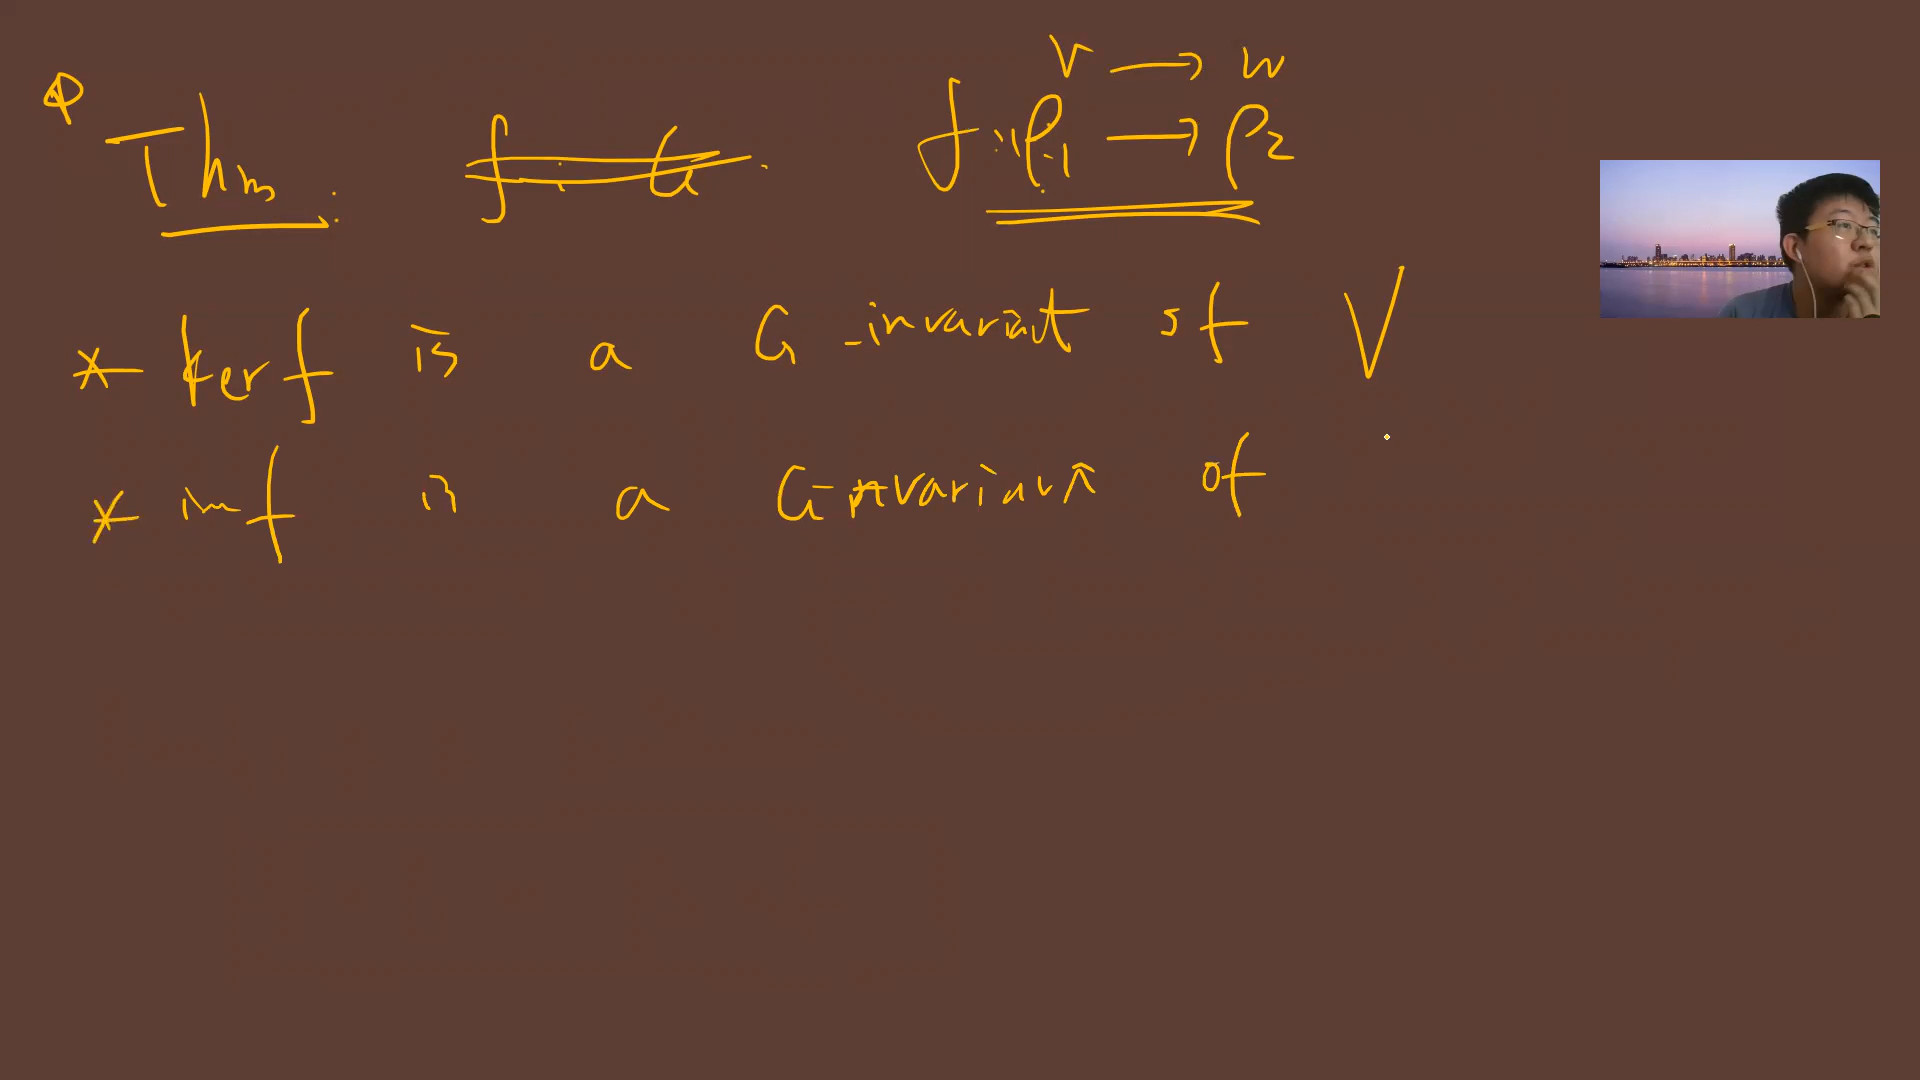 V → W
Thm: f: ρ₁ → ρ₂
* ker f is a G-invariant of V
* im f is a G-invariant of